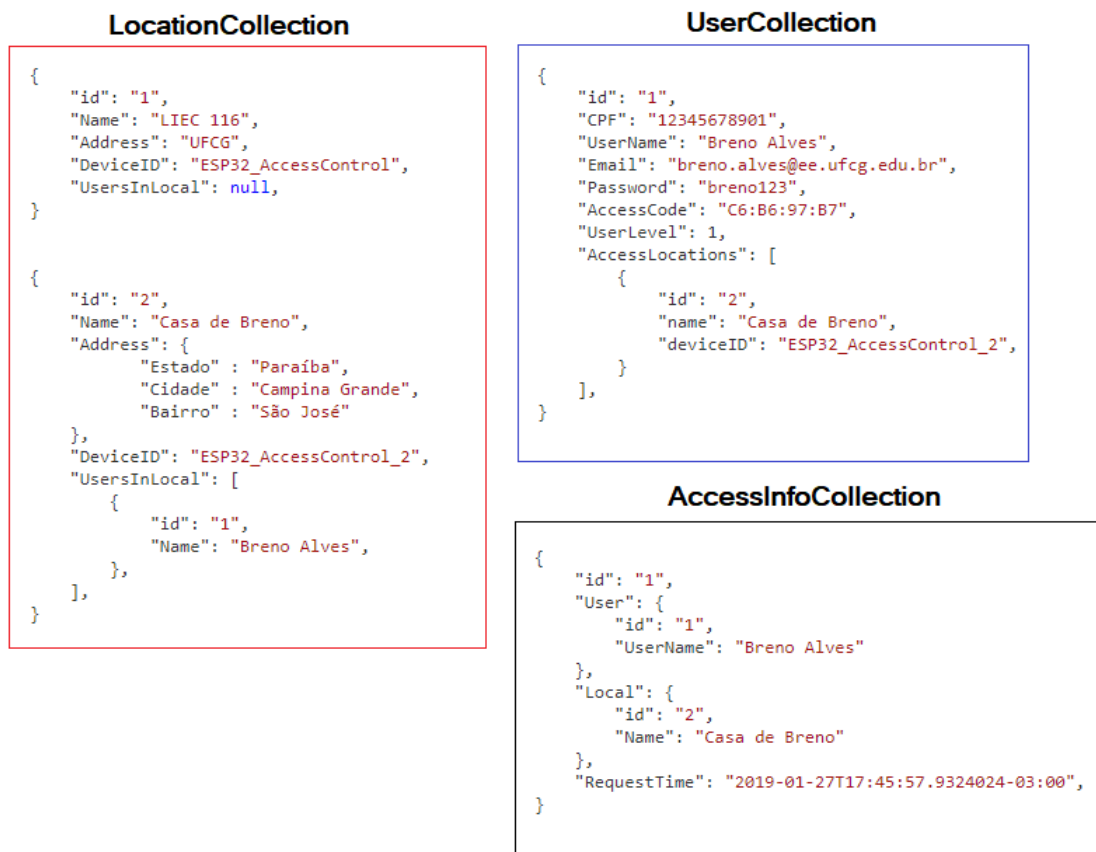 LocationCollection
{
    "id": "1",
    "Name": "LIEC 116",
    "Address": "UFCG",
    "DeviceID": "ESP32_AccessControl",
    "UsersInLocal": null,
}
{
    "id": "2",
    "Name": "Casa de Breno",
    "Address": {
            "Estado" : "Paraíba",
            "Cidade" : "Campina Grande",
            "Bairro" : "São José"
    },
    "DeviceID": "ESP32_AccessControl_2",
    "UsersInLocal": [
        {
            "id": "1",
            "Name": "Breno Alves",
        },
    ],
}
UserCollection
{
    "id": "1",
    "CPF": "12345678901",
    "UserName": "Breno Alves",
    "Email": "breno.alves@ee.ufcg.edu.br",
    "Password": "breno123",
    "AccessCode": "C6:B6:97:B7",
    "UserLevel": 1,
    "AccessLocations": [
        {
            "id": "2",
            "name": "Casa de Breno",
            "deviceID": "ESP32_AccessControl_2",
        }
    ],
}
AccessInfoCollection
{
    "id": "1",
    "User": {
        "id": "1",
        "UserName": "Breno Alves"
    },
    "Local": {
        "id": "2",
        "Name": "Casa de Breno"
    },
    "RequestTime": "2019-01-27T17:45:57.9324024-03:00",
}